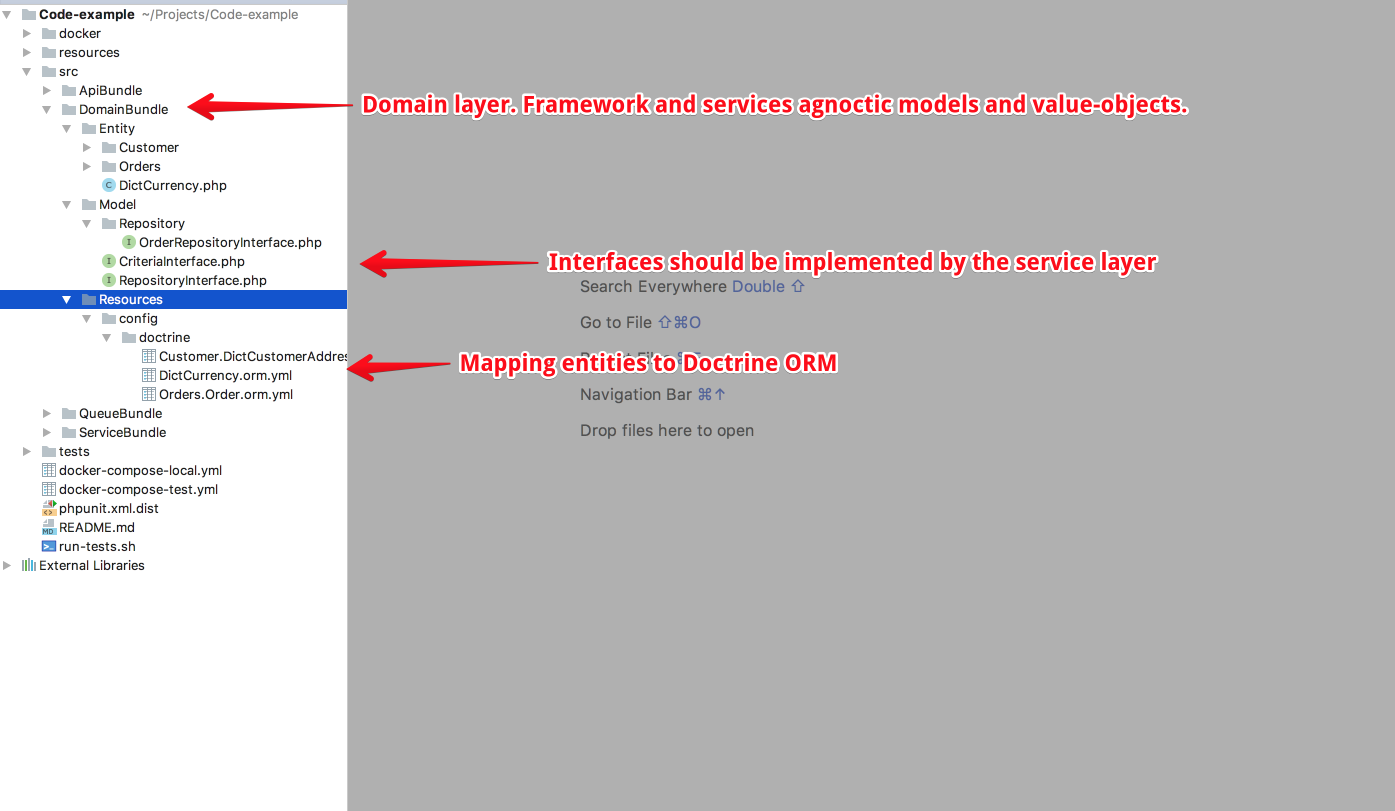 Code-example ~/Projects/Code-example
docker
resources
src
ApiBundle
DomainBundle
Domain layer. Framework and services agnoctic models and value-objects.
Entity
Customer
Orders
C DictCurrency.php
Model
Repository
I OrderRepositoryInterface.php
I CriteriaInterface.php
Interfaces should be implemented by the service layer
I RepositoryInterface.php
Search Everywhere Double ⇧
Resources
config
Go to File ⇧⌘O
doctrine
Customer.DictCustomerAddres
Mapping entities to Doctrine ORM
DictCurrency.orm.yml
Orders.Order.orm.yml
Navigation Bar ⌘↑
QueueBundle
ServiceBundle
Drop files here to open
tests
docker-compose-local.yml
docker-compose-test.yml
phpunit.xml.dist
MD README.md
run-tests.sh
External Libraries